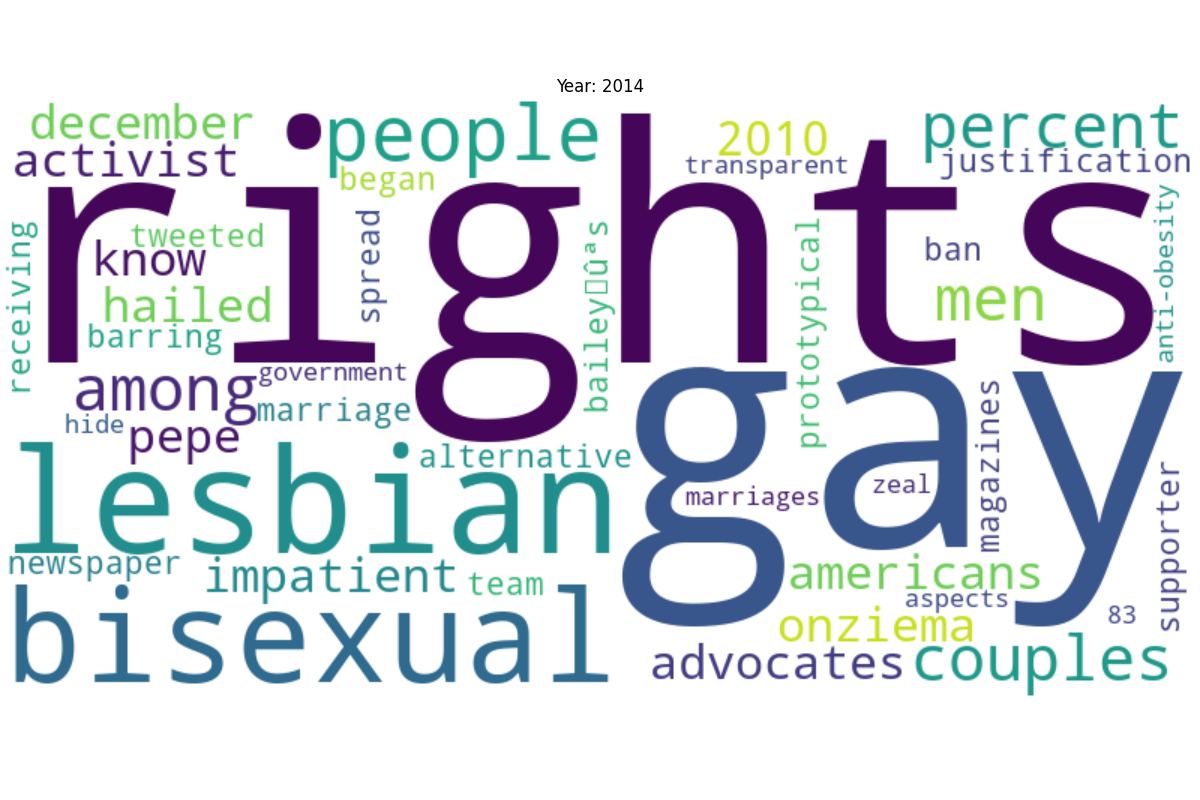 Year: 2014
december
people
2010
percent
activist
transparent
justification
began
rights
receiving
tweeted
spread
know
bailey□ûªs
prototypical
ban
anti-obesity
hailed
men
barring
government
among
gay
marriage
magazines
hide
pepe
alternative
lesbian
marriages
zeal
supporter
newspaper
impatient
team
americans
aspects
bisexual
83
onziema
advocates
couples